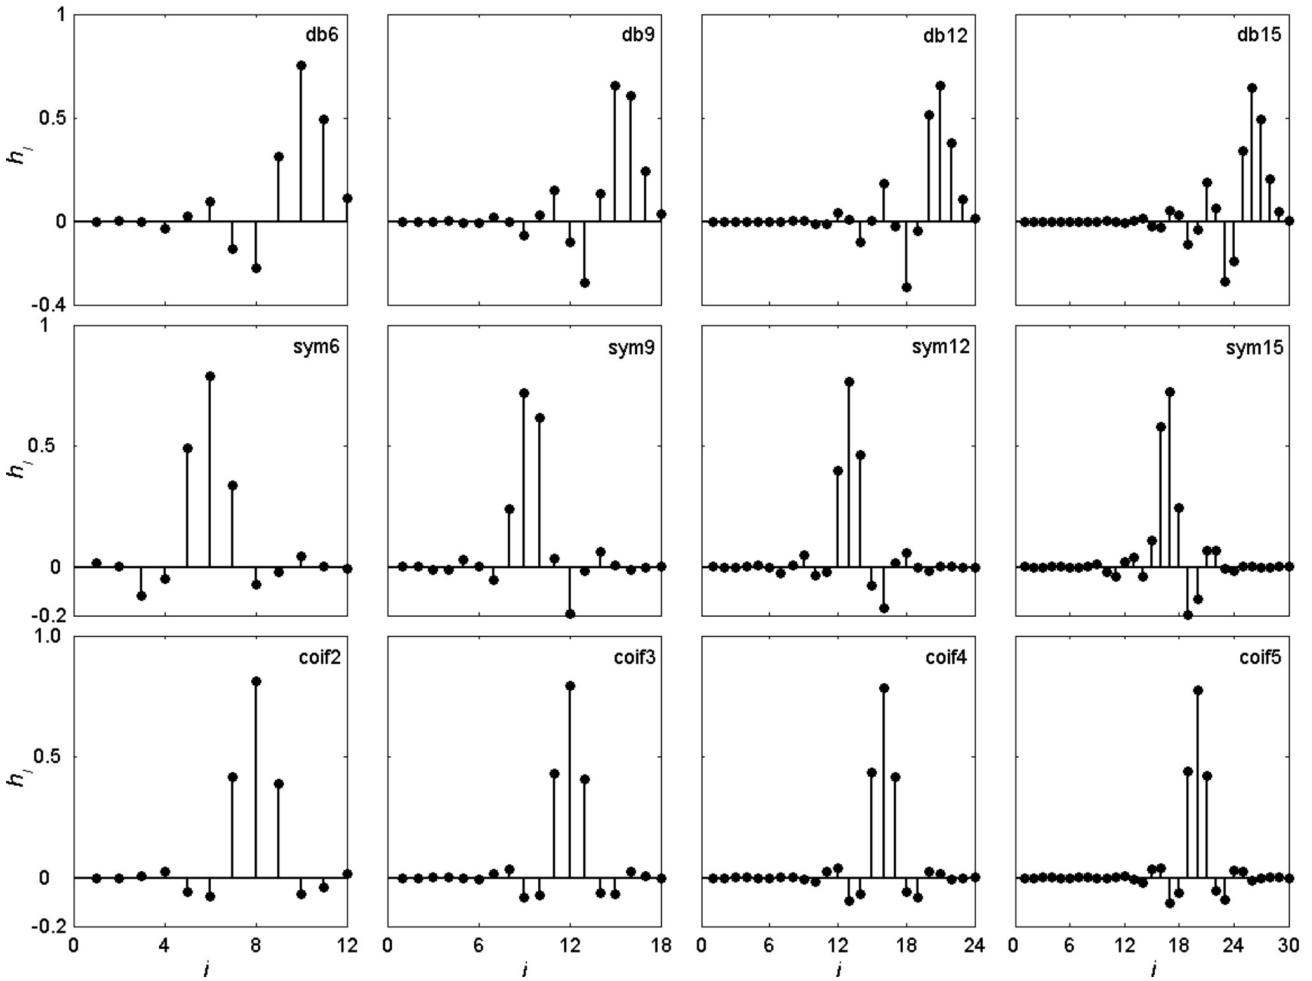 1
db6
db9
db12
db15
0.5
h_i
0
-0.4
1
sym6
sym9
sym12
sym15
0.5
h_i
0
-0.2
1.0
coif2
coif3
coif4
coif5
0.5
h_i
0
-0.2
0 4 8 12 0 6 12 18 0 6 12 18 24 0 6 12 18 24 30
i i i i